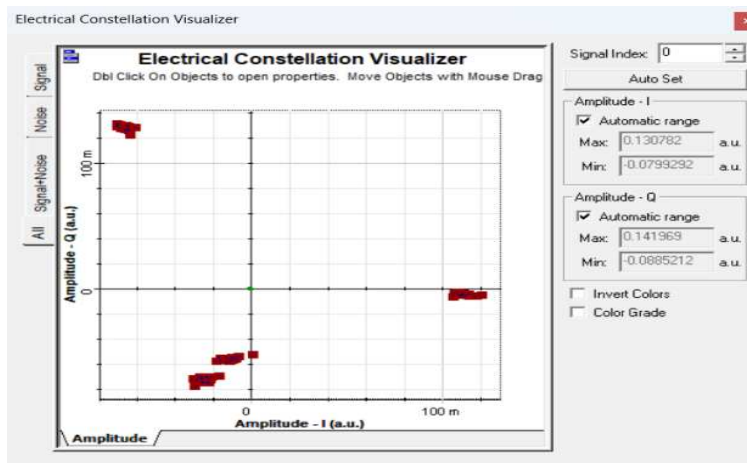 Electrical Constellation Visualizer
Electrical Constellation Visualizer
Dbl Click On Objects to open properties. Move Objects with Mouse Drag
Signal
Noise
Signal+Noise
All
Amplitude - Q (a.u.)
100 m
0
0
100 m
Amplitude - I (a.u.)
Amplitude
Signal Index: 0
Auto Set
Amplitude - I
Automatic range
Max: 0.130782 a.u.
Min: -0.0799292 a.u.
Amplitude - Q
Automatic range
Max: 0.141969 a.u.
Min: -0.0885212 a.u.
Invert Colors
Color Grade